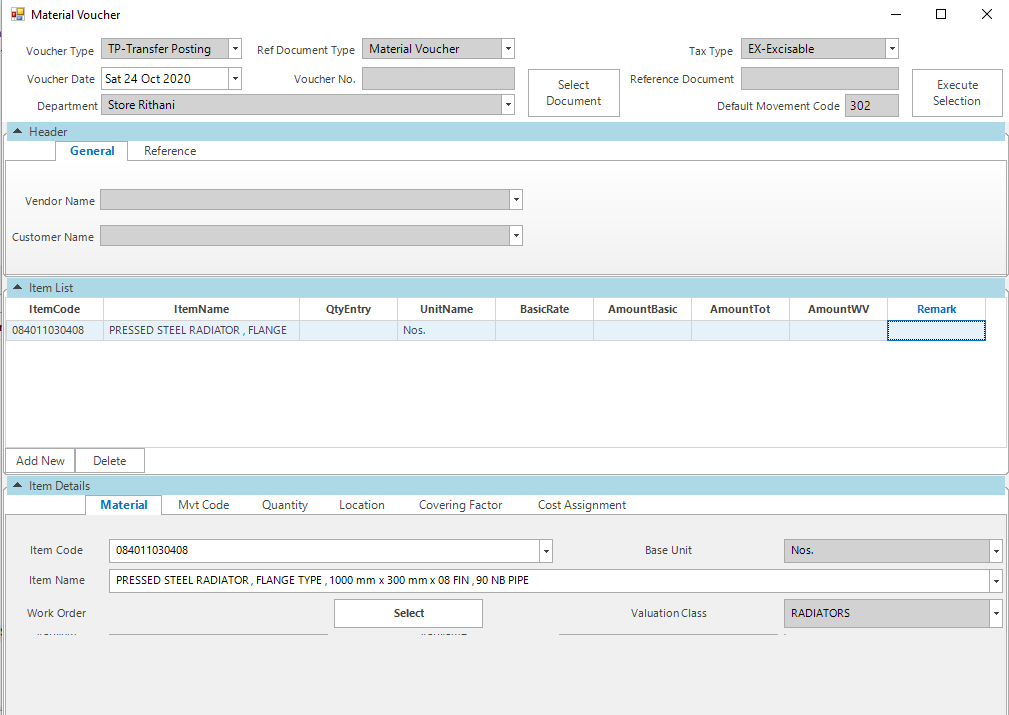 Material Voucher
Voucher Type TP-Transfer Posting Ref Document Type Material Voucher Tax Type EX-Excisable
Voucher Date Sat 24 Oct 2020 Voucher No. Select Document Reference Document Execute Selection
Department Store Rithani Default Movement Code 302
Header
General Reference
Vendor Name
Customer Name
Item List
ItemCode ItemName QtyEntry UnitName BasicRate AmountBasic AmountTot AmountWV Remark
084011030408 PRESSED STEEL RADIATOR , FLANGE Nos.
Add New Delete
Item Details
Material Mvt Code Quantity Location Covering Factor Cost Assignment
Item Code 084011030408 Base Unit Nos.
Item Name PRESSED STEEL RADIATOR , FLANGE TYPE , 1000 mm x 300 mm x 08 FIN , 90 NB PIPE
Work Order Select Valuation Class RADIATORS